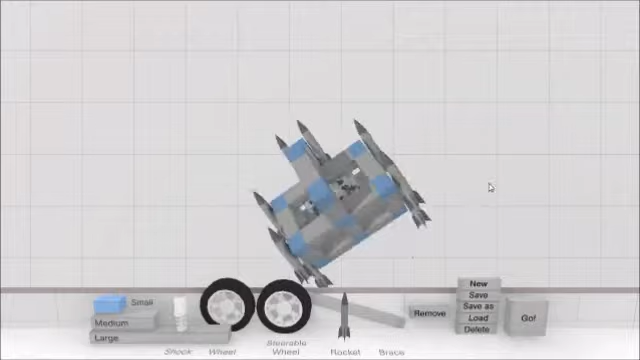 New
Small
Save
Save as
Medium
Remove
Load
Go!
Delete
Large
Shock
Wheel
Steerable
Wheel
Rocket
Brace